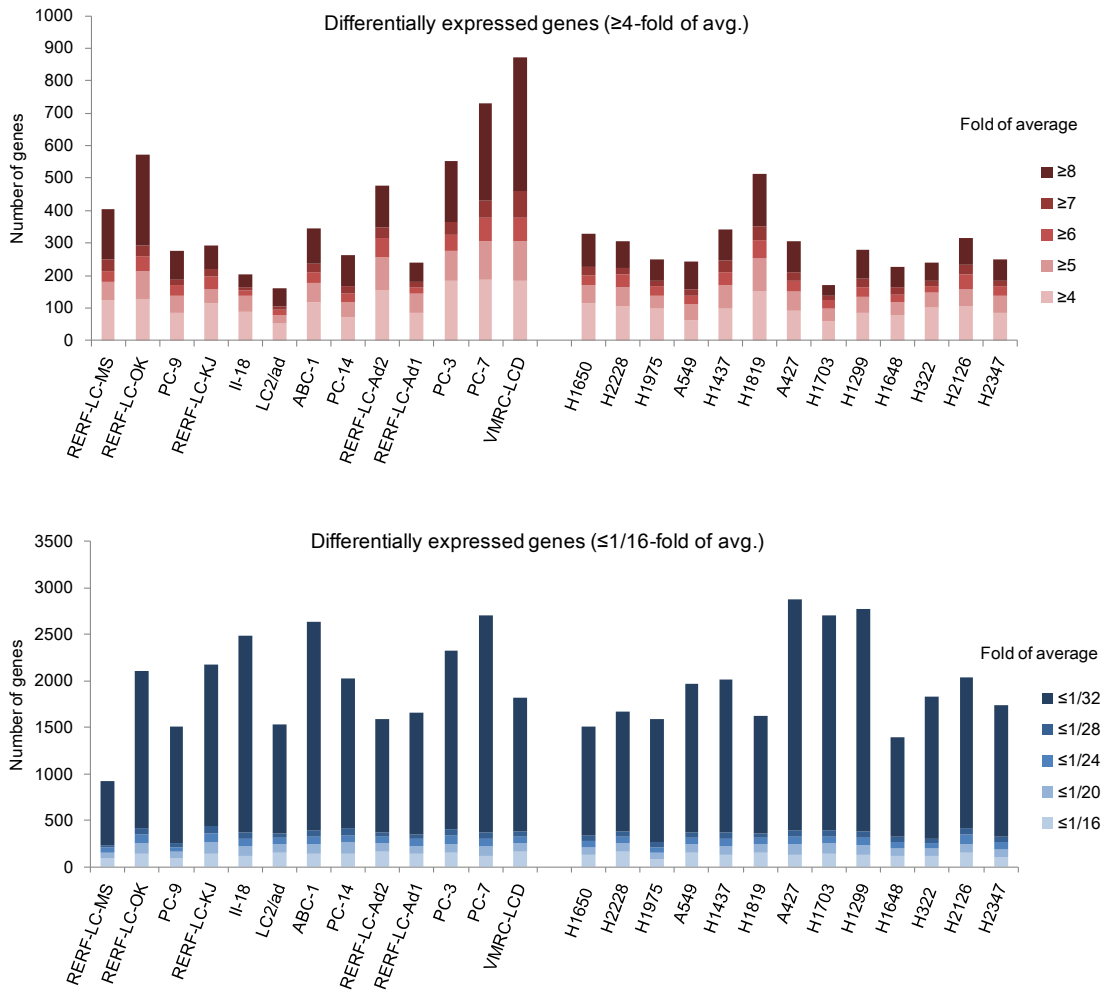 Differentially expressed genes (≥4-fold of avg.)
Number of genes
1000
900
800
700
600
500
400
300
200
100
0
Fold of average
≥8
≥7
≥6
≥5
≥4
RERF-LC-MS
RERF-LC-OK
PC-9
RERF-LC-KJ
II-18
LC2/ad
ABC-1
PC-14
RERF-LC-Ad2
RERF-LC-Ad1
PC-3
PC-7
VMRC-LCD
H1650
H2228
H1975
A549
H1437
H1819
A427
H1703
H1299
H1648
H322
H2126
H2347
Differentially expressed genes (≤1/16-fold of avg.)
Number of genes
3500
3000
2500
2000
1500
1000
500
0
Fold of average
≤1/32
≤1/28
≤1/24
≤1/20
≤1/16
RERF-LC-MS
RERF-LC-OK
PC-9
RERF-LC-KJ
II-18
LC2/ad
ABC-1
PC-14
RERF-LC-Ad2
RERF-LC-Ad1
PC-3
PC-7
VMRC-LCD
H1650
H2228
H1975
A549
H1437
H1819
A427
H1703
H1299
H1648
H322
H2126
H2347